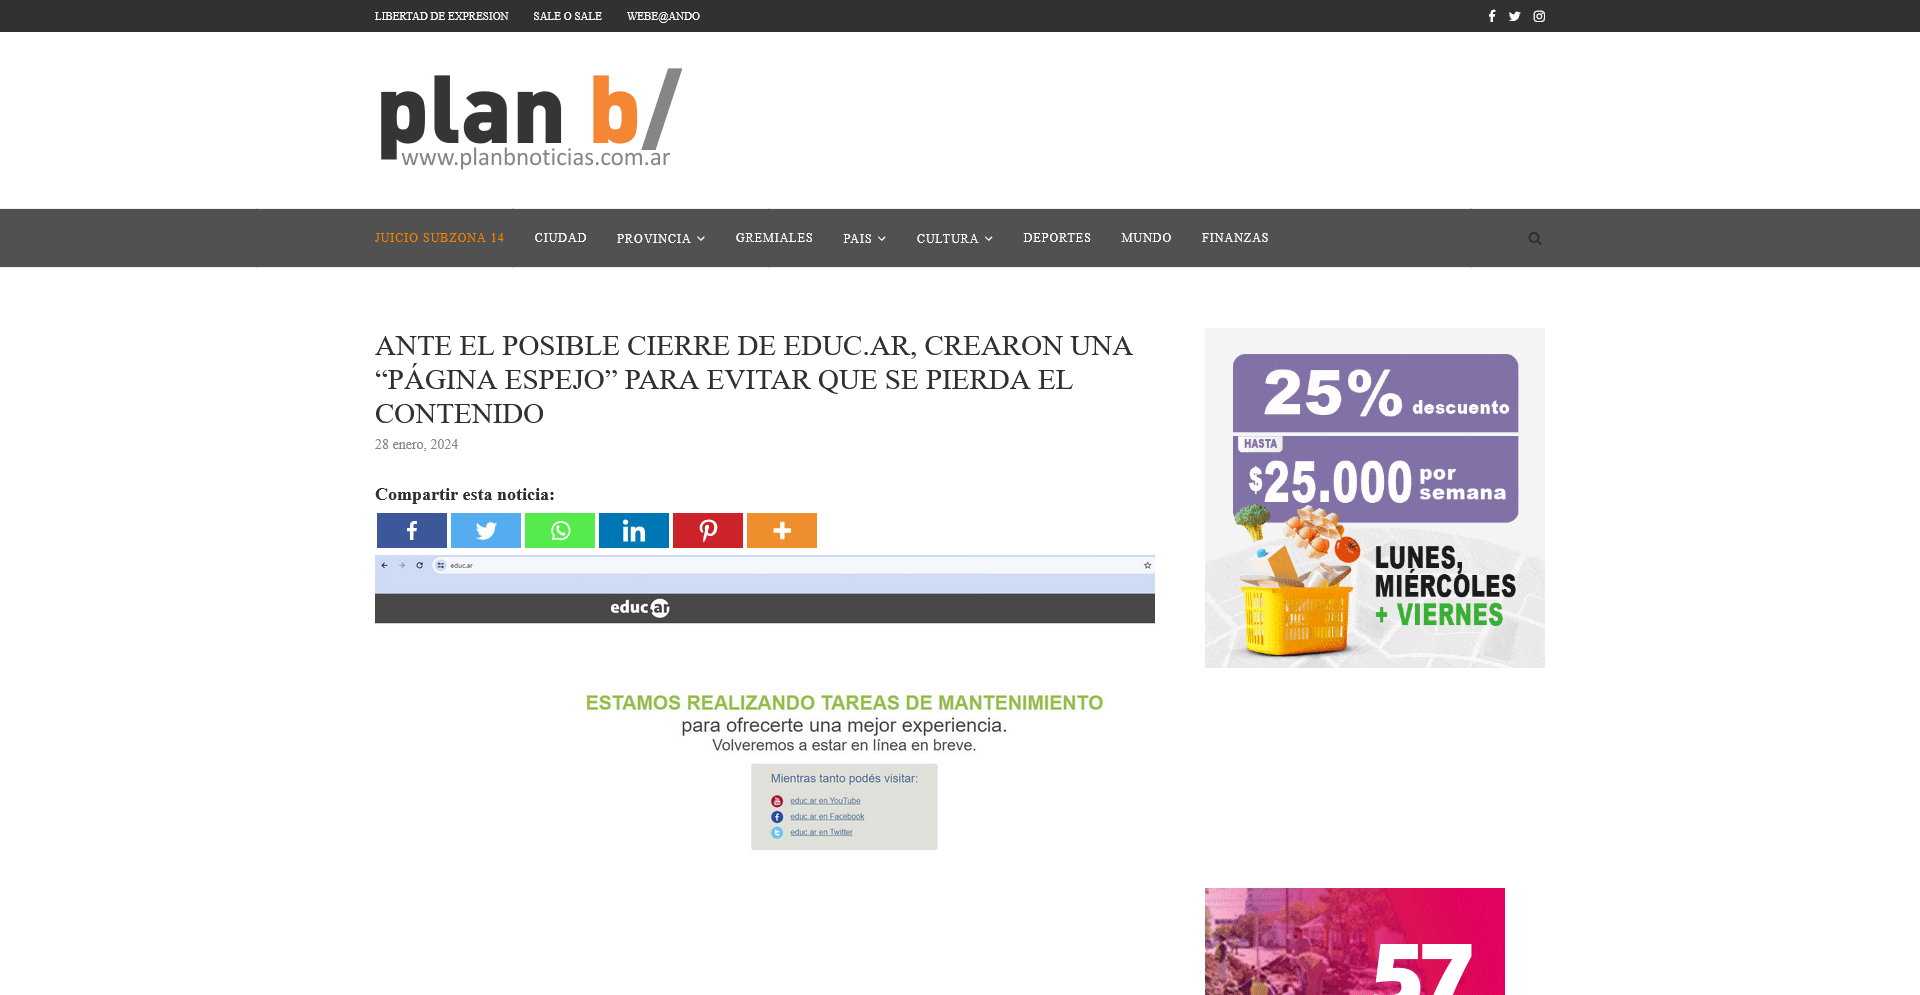 LIBERTAD DE EXPRESION SALE O SALE WEBE@ANDO
plan b/
www.planbnoticias.com.ar
JUICIO SUBZONA 14 CIUDAD PROVINCIA GREMIALES PAIS CULTURA DEPORTES MUNDO FINANZAS
ANTE EL POSIBLE CIERRE DE EDUC.AR, CREARON UNA
“PÁGINA ESPEJO” PARA EVITAR QUE SE PIERDA EL
CONTENIDO
28 enero, 2024
Compartir esta noticia:
educ.ar
educ.ar
ESTAMOS REALIZANDO TAREAS DE MANTENIMIENTO
para ofrecerte una mejor experiencia.
Volveremos a estar en línea en breve.
Mientras tanto podés visitar:
educ.ar en YouTube
educ.ar en Facebook
educ.ar en Twitter
25% descuento
HASTA
$25.000 por
semana
LUNES,
MIÉRCOLES
+ VIERNES
57